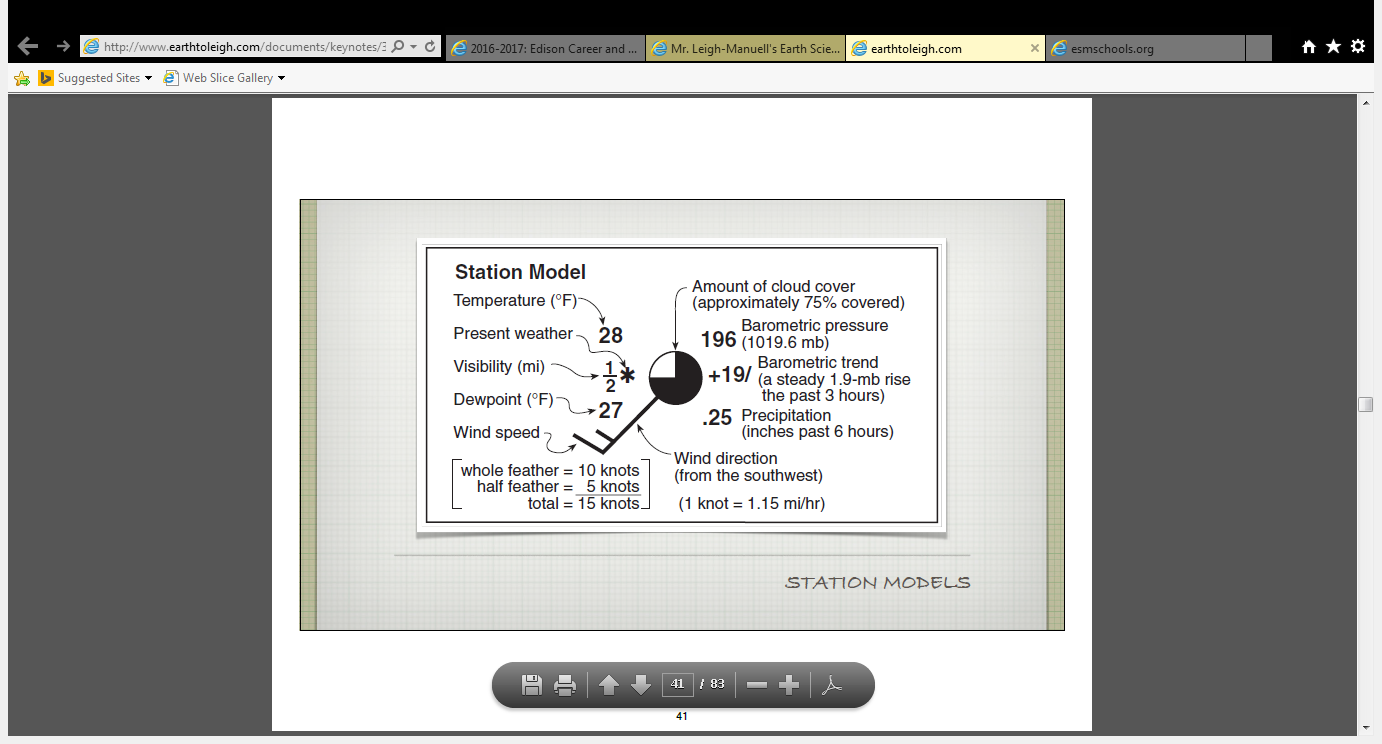 http://www.earthtoleigh.com/documents/keynotes/3
2016-2017: Edison Career and ...
Mr. Leigh-Manuell's Earth Scie...
earthtoleigh.com
esmschools.org
Suggested Sites
Web Slice Gallery
Station Model
Temperature (°F)
28
Present weather
Visibility (mi)
1/2
*
Dewpoint (°F)
27
Wind speed
whole feather = 10 knots
half feather = 5 knots
total = 15 knots
Amount of cloud cover
(approximately 75% covered)
196 Barometric pressure
(1019.6 mb)
+19/ Barometric trend
(a steady 1.9-mb rise
the past 3 hours)
.25 Precipitation
(inches past 6 hours)
Wind direction
(from the southwest)
(1 knot = 1.15 mi/hr)
STATION MODELS
41 / 83
41